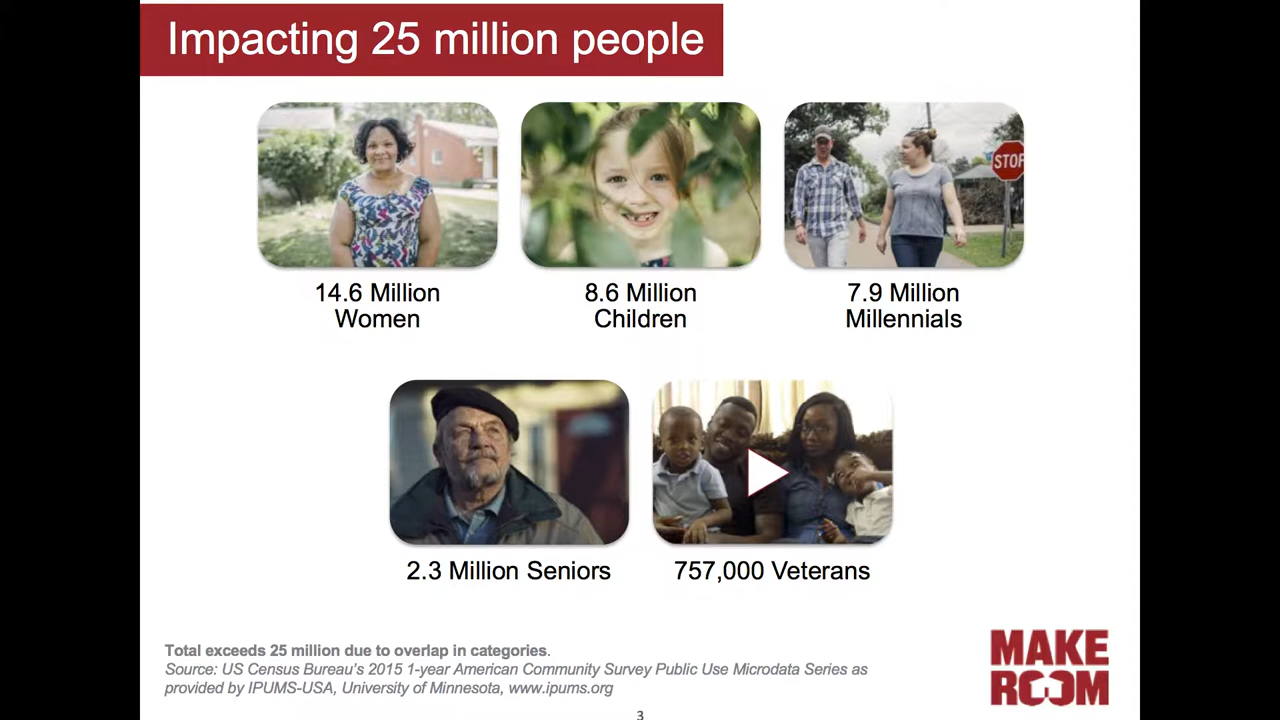 Impacting 25 million people
STOP
14.6 Million
Women
8.6 Million
Children
7.9 Million
Millennials
2.3 Million Seniors
757,000 Veterans
Total exceeds 25 million due to overlap in categories.
Source: US Census Bureau's 2015 1-year American Community Survey Public Use Microdata Series as
provided by IPUMS-USA, University of Minnesota, www.ipums.org
MAKE
ROOM
3